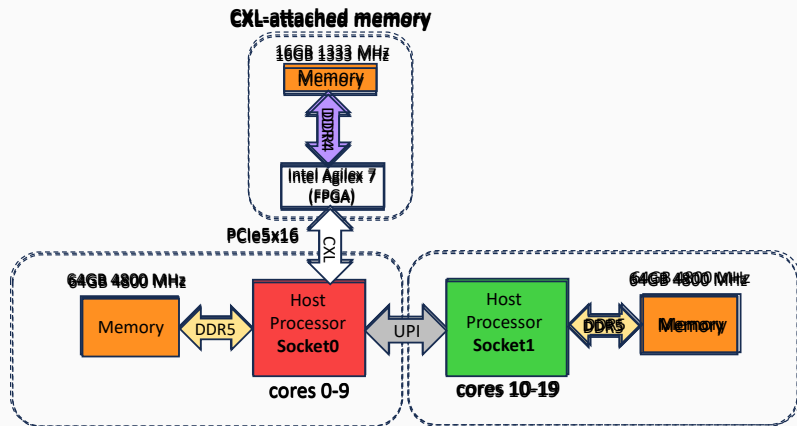 CXL-attached memory
16GB 1333 MHz
Memory
DDR4
Intel Agilex 7
(FPGA)
PCIe5x16
CXL
64GB 4800 MHz
Memory
DDR5
Host
Processor
Socket0
cores 0-9
UPI
Host
Processor
Socket1
cores 10-19
DDR5
64GB 4800 MHz
Memory